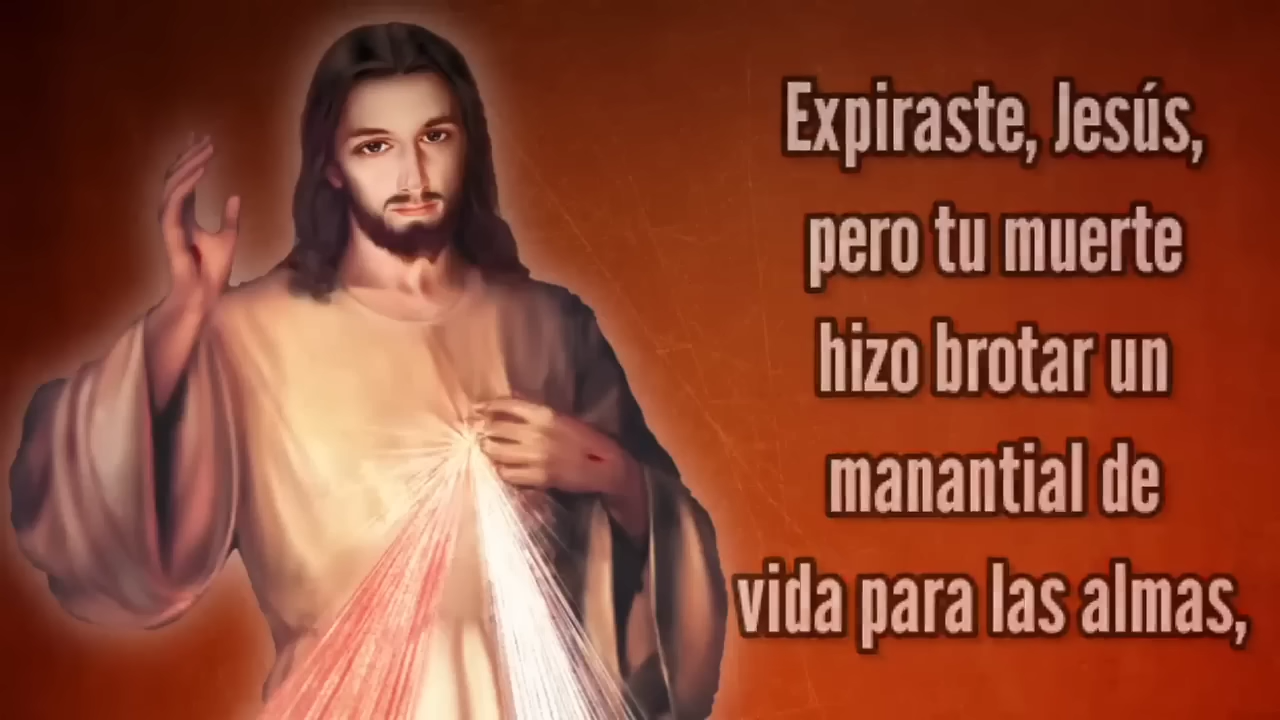 Expiraste, Jesús,
pero tu muerte
hizo brotar un
manantial de
vida para las almas,